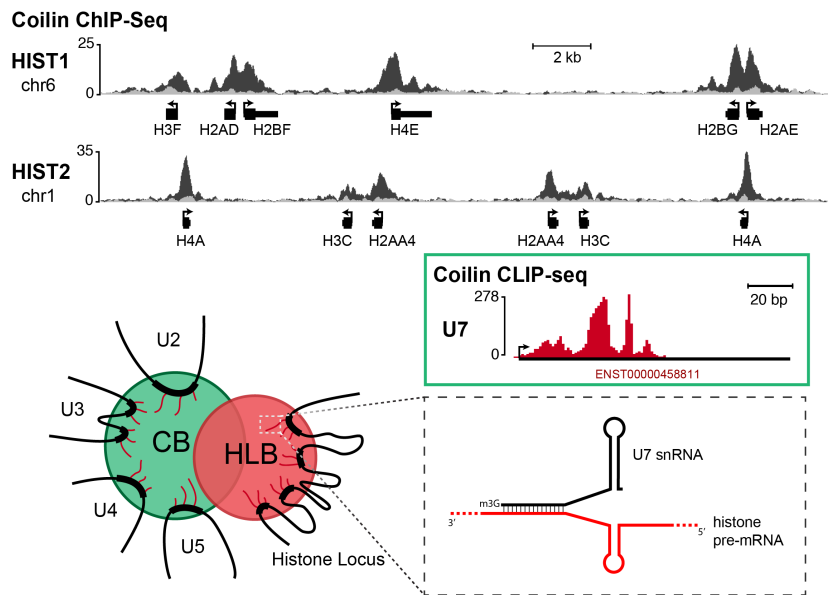 Coilin ChIP-Seq
HIST1
chr6
25
0
2 kb
H3F
H2AD
H2BF
H4E
H2BG
H2AE
HIST2
chr1
35
0
H4A
H3C
H2AA4
H2AA4
H3C
H4A
Coilin CLIP-seq
278
0
U7
20 bp
ENST00000458811
U2
U3
CB
HLB
U4
U5
Histone Locus
U7 snRNA
m3G
3'
5'
histone
pre-mRNA